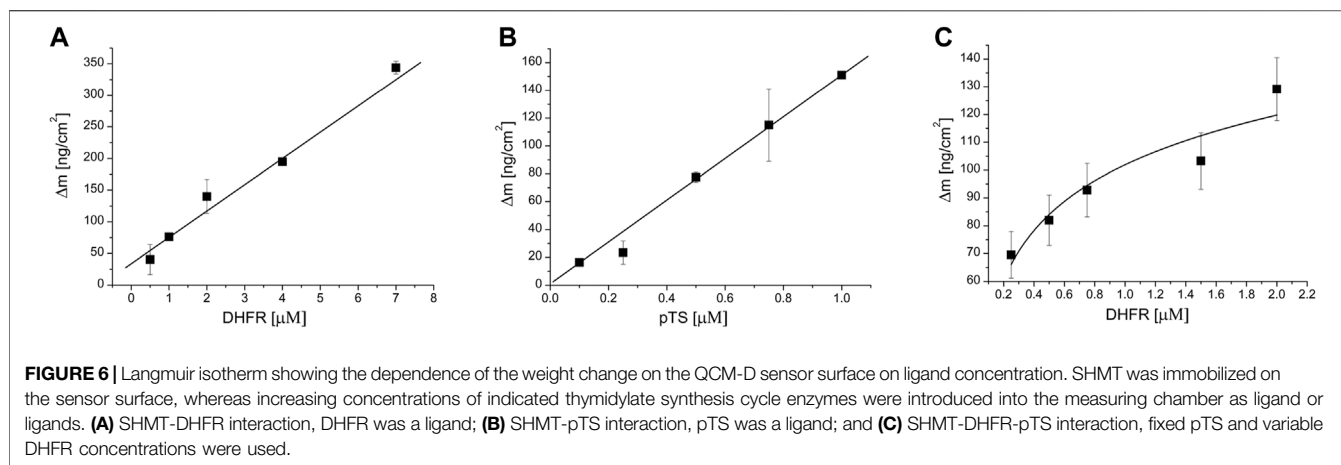 A
B
C
350
300
250
200
150
100
50
0
Δm [ng/cm²]
0 1 2 3 4 5 6 7 8
DHFR [µM]
160
140
120
100
80
60
40
20
0
Δm [ng/cm²]
0.0 0.2 0.4 0.6 0.8 1.0
pTS [µM]
140
130
120
110
100
90
80
70
60
Δm [ng/cm²]
0.2 0.4 0.6 0.8 1.0 1.2 1.4 1.6 1.8 2.0 2.2
DHFR [µM]
FIGURE 6 | Langmuir isotherm showing the dependence of the weight change on the QCM-D sensor surface on ligand concentration. SHMT was immobilized on
the sensor surface, whereas increasing concentrations of indicated thymidylate synthesis cycle enzymes were introduced into the measuring chamber as ligand or
ligands. (A) SHMT-DHFR interaction, DHFR was a ligand; (B) SHMT-pTS interaction, pTS was a ligand; and (C) SHMT-DHFR-pTS interaction, fixed pTS and variable
DHFR concentrations were used.